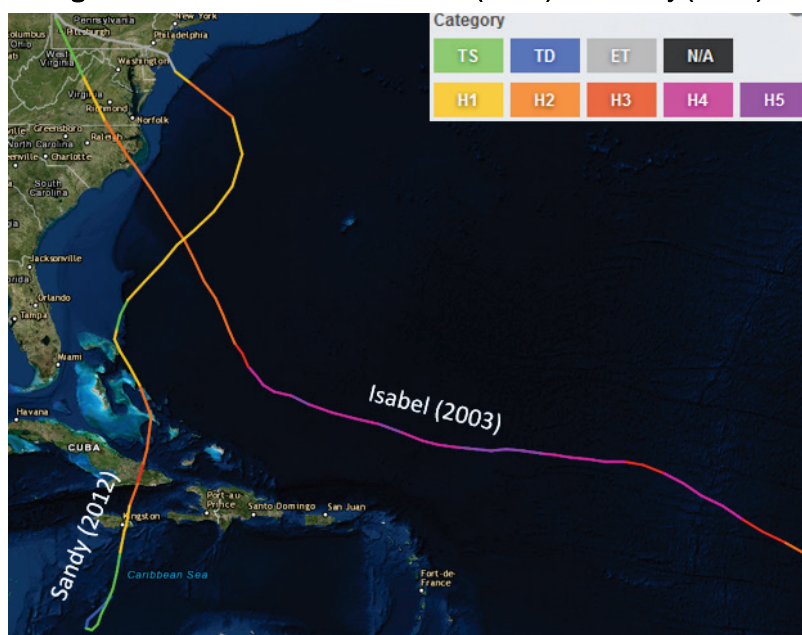 New York
Pennsylvania
Pittsburgh
Philadelphia
Columbus
Ohio
West
Virginia
Washington
Virginia
Richmond
Norfolk
Greensboro
Raleigh
North Carolina
Charlotte
South
Carolina
Jacksonville
Orlando
Tampa
Miami
Havana
CUBA
Kingston
Port-au-
Prince
Santo Domingo
San Juan
Caribbean Sea
Fort-de-
France
Category
TS TD ET N/A
H1 H2 H3 H4 H5
Isabel (2003)
Sandy (2012)